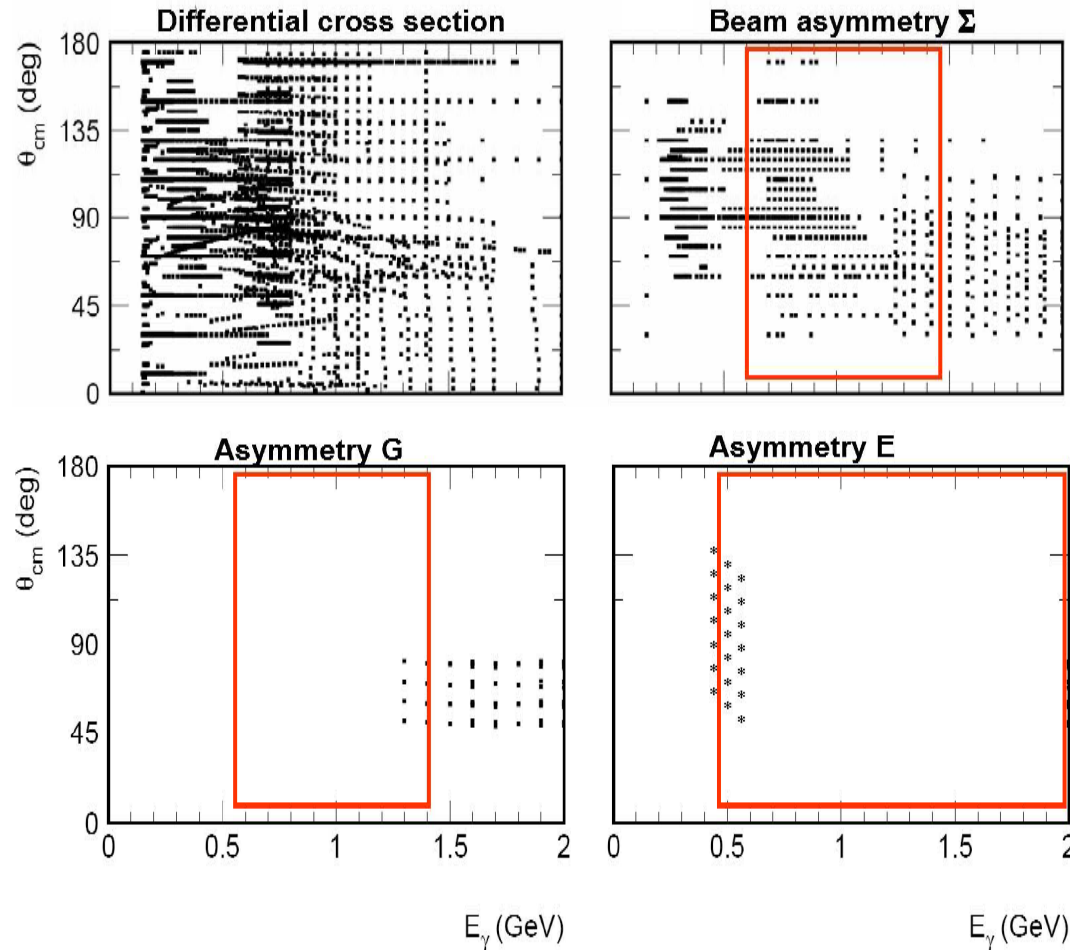 Differential cross section
Beam asymmetry Σ
θcm (deg)
180
135
90
45
0
Asymmetry G
Asymmetry E
θcm (deg)
180
135
90
45
0
0 0.5 1 1.5 2
0 0.5 1 1.5 2
Eγ (GeV)
Eγ (GeV)